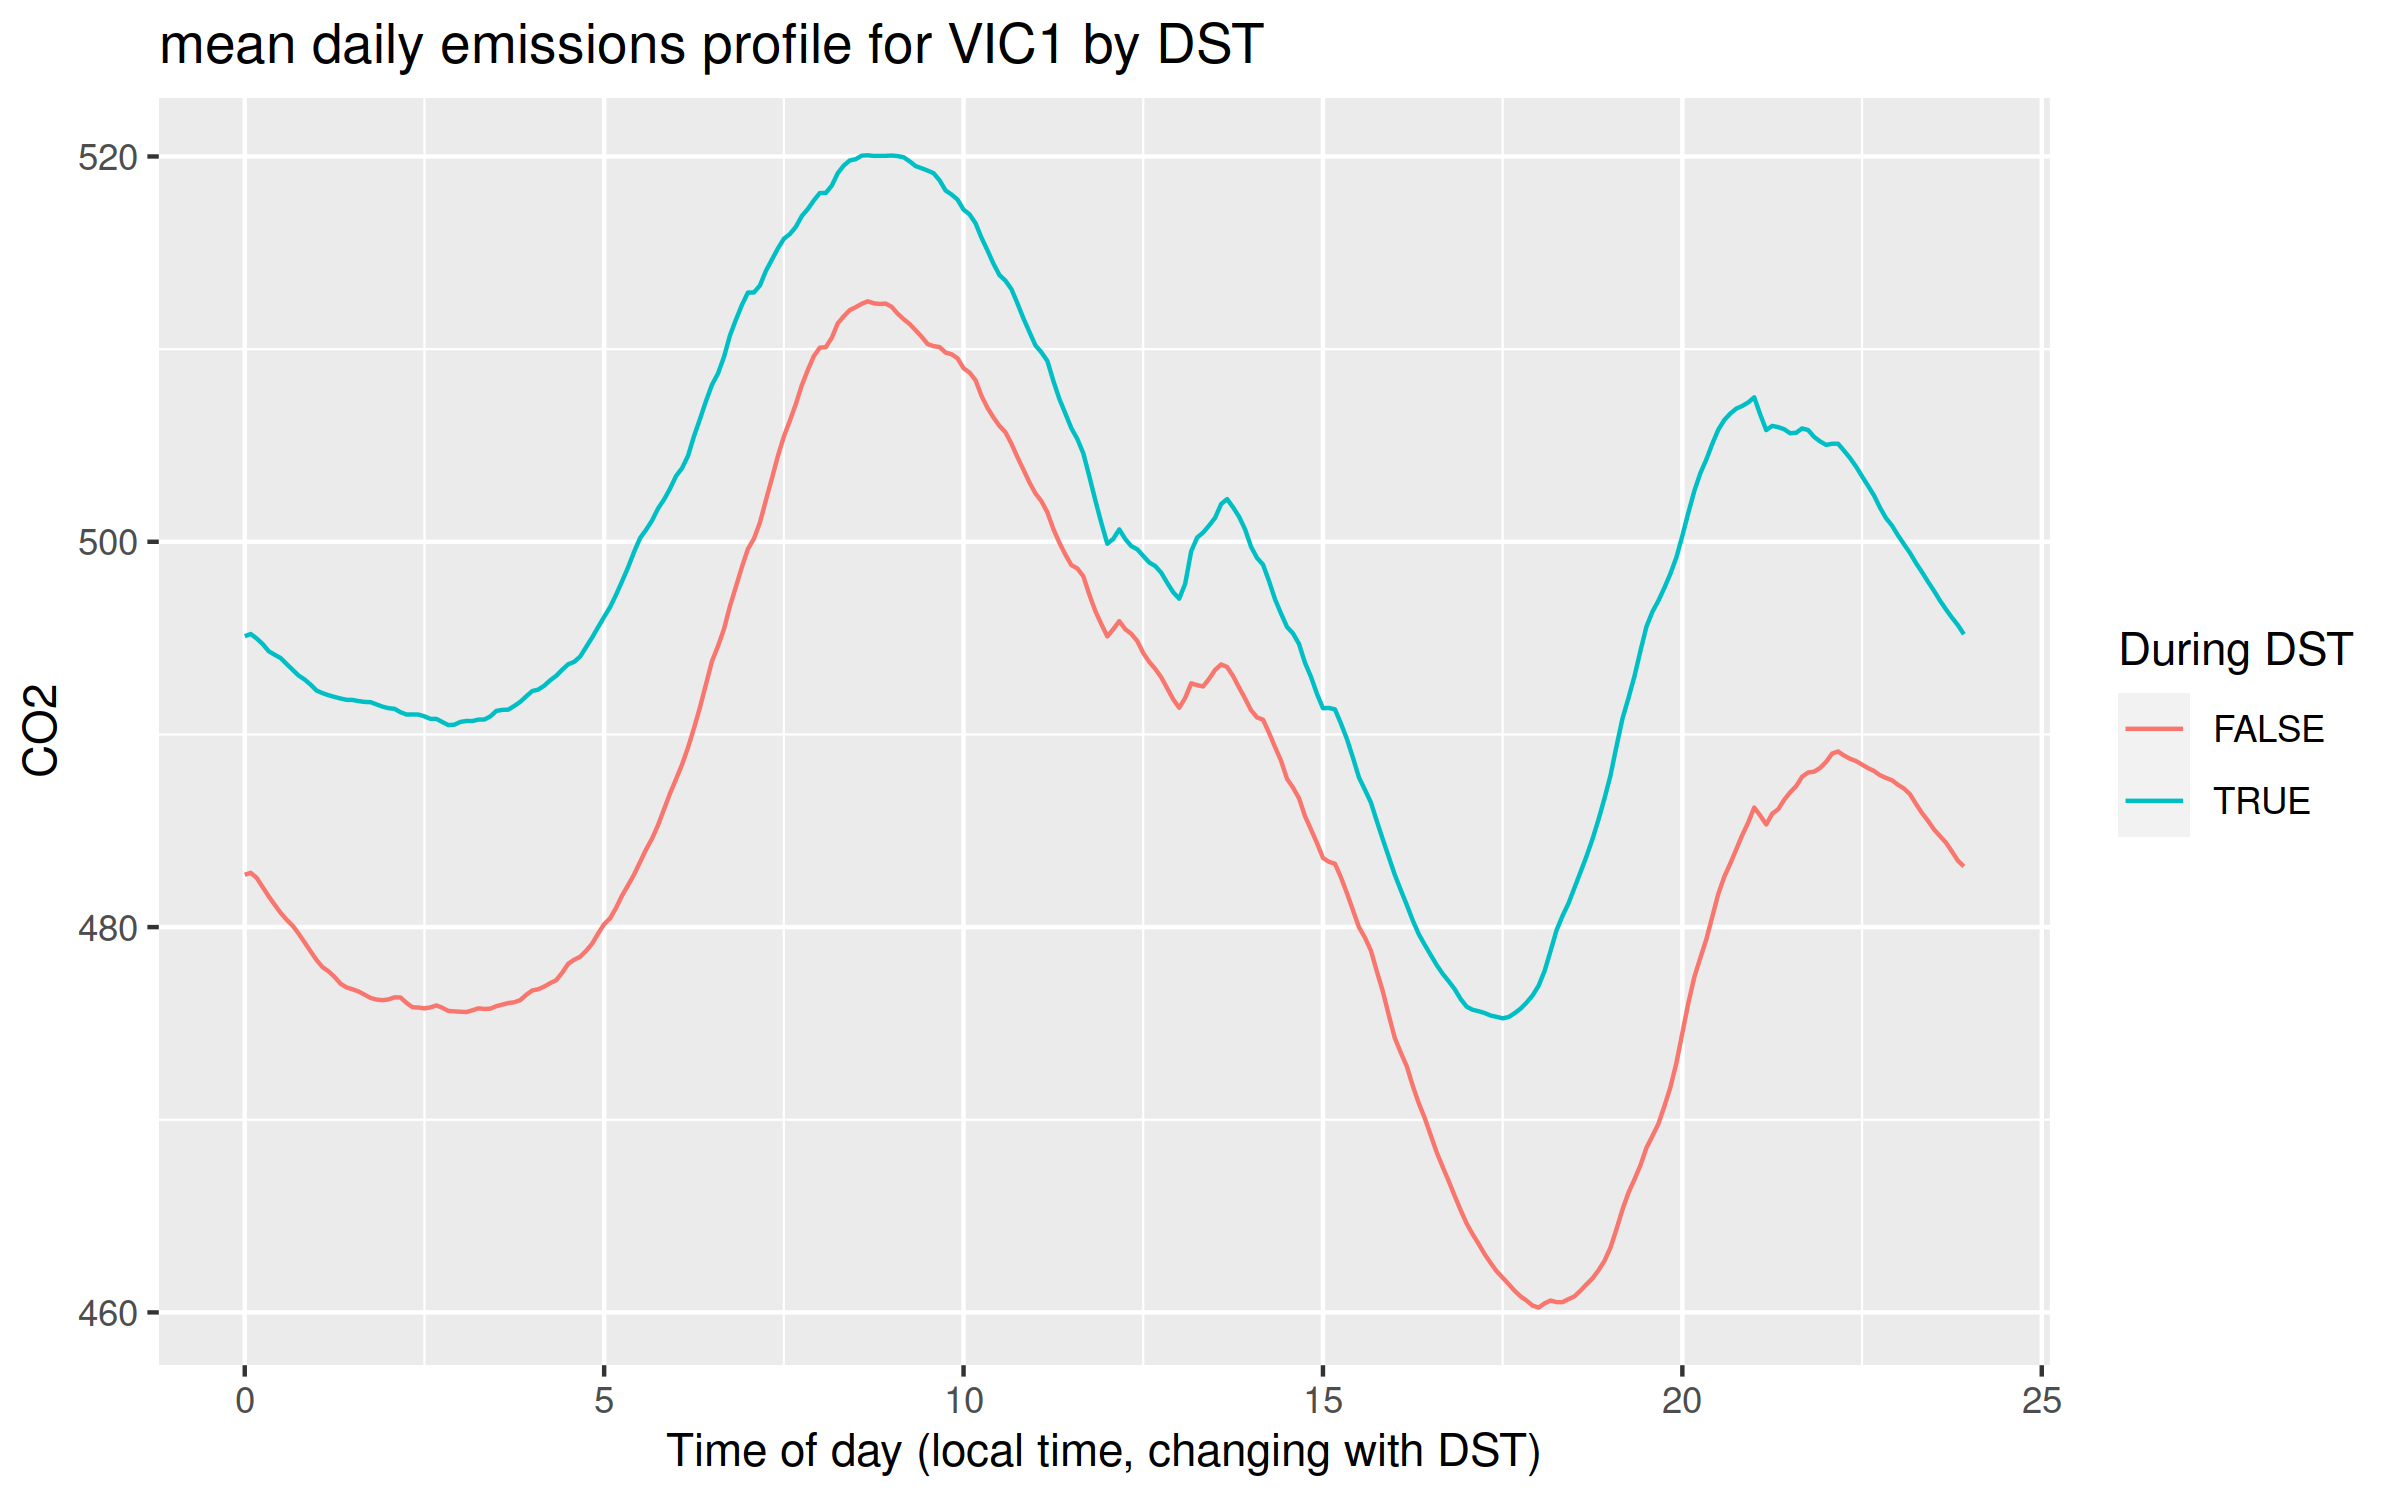 mean daily emissions profile for VIC1 by DST
520
500
480
460
CO2
0 5 10 15 20 25
Time of day (local time, changing with DST)
During DST
FALSE
TRUE